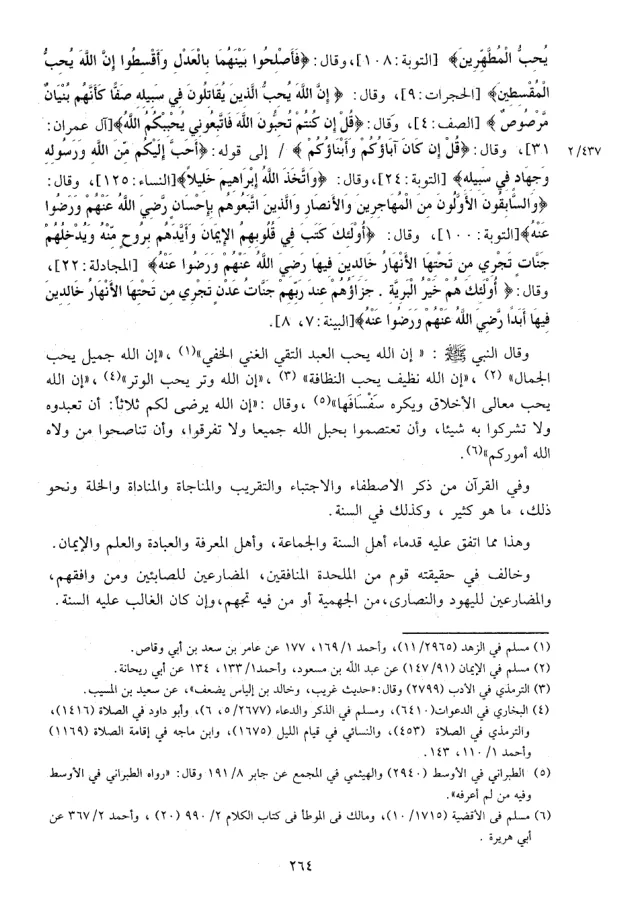 يُحِبُّ الْمُطَّهِّرِينَ﴾ [التوبة:١٠٨]، وقال: ﴿فَأَصْلِحُوا بَيْنَهُمَا بِالْعَدْلِ وَأَقْسِطُوا إِنَّ اللَّهَ يُحِبُّ
الْمُقْسِطِينَ﴾ [الحجرات:٩]، وقال: ﴿ إِنَّ اللَّهَ يُحِبُّ الَّذِينَ يُقَاتِلُونَ فِي سَبِيلِهِ صَفًّا كَأَنَّهُم بُنْيَانٌ
مَّرْصُوصٌ ﴾ [الصف:٤]، وقال: ﴿قُلْ إِن كُنتُمْ تُحِبُّونَ اللَّهَ فَاتَّبِعُونِي يُحْبِبْكُمُ اللَّهُ﴾[آل عمران:
٣١]، وقال: ﴿قُلْ إِن كَانَ آبَاؤُكُمْ وَأَبْنَاؤُكُمْ ﴾ / إلى قوله: ﴿أَحَبَّ إِلَيْكُم مِّنَ اللَّهِ وَرَسُولِهِ
٢/٤٣٧
وَجِهَادٍ فِي سَبِيلِهِ﴾ [التوبة:٢٤]،وقال: ﴿وَاتَّخَذَ اللَّهُ إِبْرَاهِيمَ خَلِيلاً﴾[النساء:١٢٥]، وقال:
﴿وَالسَّابِقُونَ الأَوَّلُونَ مِنَ الْمُهَاجِرِينَ وَالأَنصَارِ وَالَّذِينَ اتَّبَعُوهُم بِإِحْسَانٍ رَّضِيَ اللَّهُ عَنْهُمْ وَرَضُوا
عَنْهُ﴾[التوبة:١٠٠]، وقال: ﴿أُولَئِكَ كَتَبَ فِي قُلُوبِهِمُ الإِيمَانَ وَأَيَّدَهُم بِرُوحٍ مِّنْهُ وَيُدْخِلُهُمْ
جَنَّاتٍ تَجْرِي مِن تَحْتِهَا الأَنْهَارُ خَالِدِينَ فِيهَا رَضِيَ اللَّهُ عَنْهُمْ وَرَضُوا عَنْهُ﴾ [المجادلة:٢٢]،
وقال:﴿ أُولَئِكَ هُمْ خَيْرُ الْبَرِيَّةِ . جَزَاؤُهُمْ عِندَ رَبِّهِمْ جَنَّاتُ عَدْنٍ تَجْرِي مِن تَحْتِهَا الأَنْهَارُ خَالِدِينَ
فِيهَا أَبَدًا رَّضِيَ اللَّهُ عَنْهُمْ وَرَضُوا عَنْهُ﴾[البينة:٧، ٨].
وقال النبي ﷺ : « إن الله يحب العبد التقي الغني الخفي»(١) ،«إن الله جميل يحب
الجمال» (٢) ،«إن الله نظيف يحب النظافة» (٣) ،«إن الله وتر يحب الوتر»(٤) ،«إن الله
يحب معالى الأخلاق ويكره سَفْسَافَها»(٥) ،وقال :«إن الله يرضى لكم ثلاثاً: أن تعبدوه
ولا تشركوا به شيئا، وأن تعتصموا بحبل الله جميعا ولا تفرقوا، وأن تناصحوا من ولاه
الله أموركم»(٦).
وفي القرآن من ذكر الاصطفاء والاجتباء والتقريب والمناجاة والمناداة والخلة ونحو
ذلك، ما هو كثير ، وكذلك في السنة.
وهذا مما اتفق عليه قدماء أهل السنة والجماعة، وأهل المعرفة والعبادة والعلم والإيمان.
وخالف في حقيقته قوم من الملحدة المنافقين، المضارعين للصابئين ومن وافقهم،
والمضارعين لليهود والنصارى،من الجهمية أو من فيه تجهم،وإن كان الغالب عليه السنة.
(١) مسلم في الزهد (١١/٢٩٦٥)، وأحمد ١٦٩/١، ١٧٧ عن عامر بن سعد بن أبي وقاص.
(٢) مسلم في الإيمان (١٤٧/٩١) عن عبد الله بن مسعود، وأحمد١٣٣/١، ١٣٤ عن أبي ريحانة.
(٣) الترمذي في الأدب (٢٧٩٩) وقال:«حديث غريب، وخالد بن إلياس يضعف»، عن سعيد بن المسيب.
(٤) البخاري في الدعوات(٦٤١٠)، ومسلم في الذكر والدعاء (٥/٢٦٧٧، ٦)، وأبو داود في الصلاة (١٤١٦)،
والترمذي في الصلاة (٤٥٣)، والنسائي في قيام الليل (١٦٧٥)، وابن ماجه في إقامة الصلاة (١١٦٩)
وأحمد ١١٠/١، ١٤٣.
(٥) الطبراني في الأوسط (٢٩٤٠) والهيثمي في المجمع عن جابر ١٩١/٨ وقال: «رواه الطبراني في الأوسط
وفيه من لم أعرفه».
(٦) مسلم في الأقضية (١٠/١٧١٥)، ومالك فى الموطأ فى كتاب الكلام ٩٩٠/٢ (٢٠) ، وأحمد ٣٦٧/٢ عن
أبي هريرة .
٢٦٤